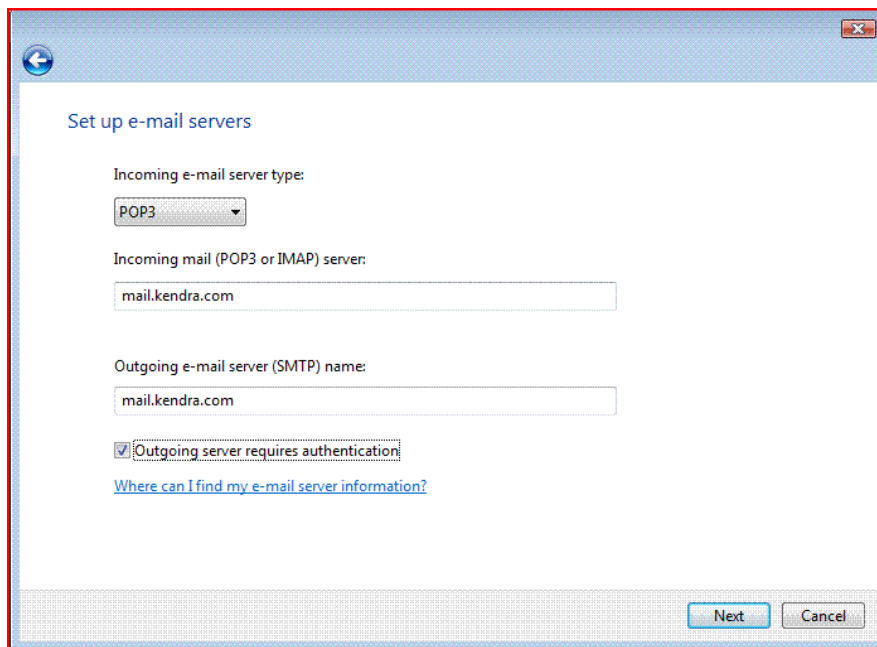 Set up e-mail servers
Incoming e-mail server type:
POP3
Incoming mail (POP3 or IMAP) server:
mail.kendra.com
Outgoing e-mail server (SMTP) name:
mail.kendra.com
Outgoing server requires authentication
Where can I find my e-mail server information?
Next Cancel